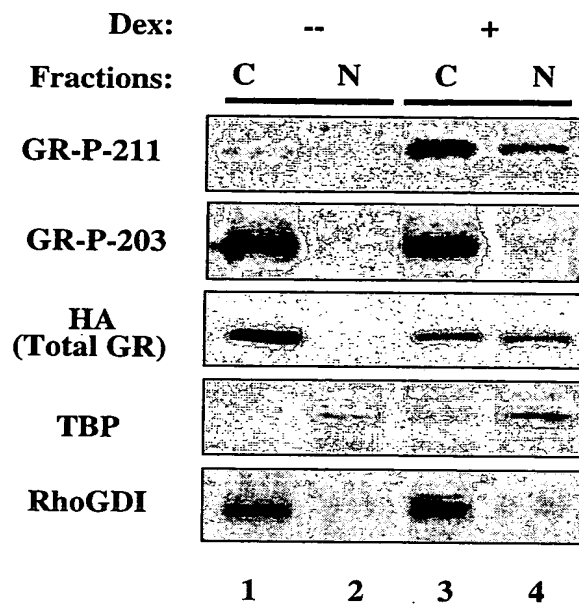 Dex: -- +
Fractions: C N C N
GR-P-211
GR-P-203
HA
(Total GR)
TBP
RhoGDI
1 2 3 4